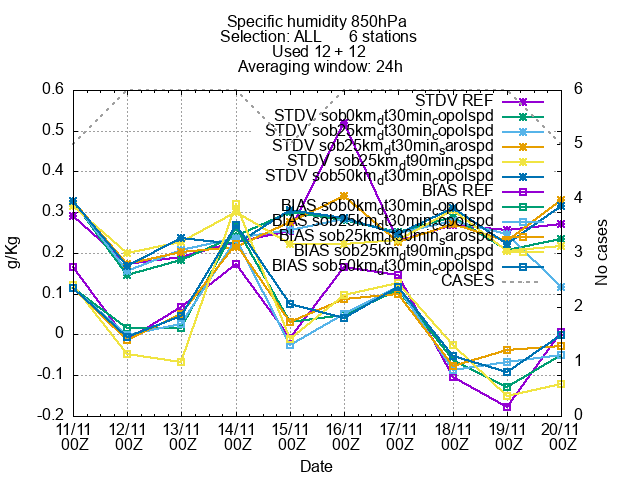 Specific humidity 850hPa
Selection: ALL 6 stations
Used 12 + 12
Averaging window: 24h
STDV REF
STDV sob0km_dt30min_copolspd
STDV sob25km_dt30min_copolspd
STDV sob25km_dt30min_sarospd
STDV sob25km_dt90min_cpspd
STDV sob50km_dt30min_copolspd
BIAS REF
BIAS sob0km_dt30min_copolspd
BIAS sob25km_dt30min_copolspd
BIAS sob25km_dt30min_sarospd
BIAS sob25km_dt90min_cpspd
BIAS sob50km_dt30min_copolspd
CASES
g/Kg
0.6
0.5
0.4
0.3
0.2
0.1
0
-0.1
-0.2
No cases
6
5
4
3
2
1
0
11/11 12/11 13/11 14/11 15/11 16/11 17/11 18/11 19/11 20/11
00Z 00Z 00Z 00Z 00Z 00Z 00Z 00Z 00Z 00Z
Date